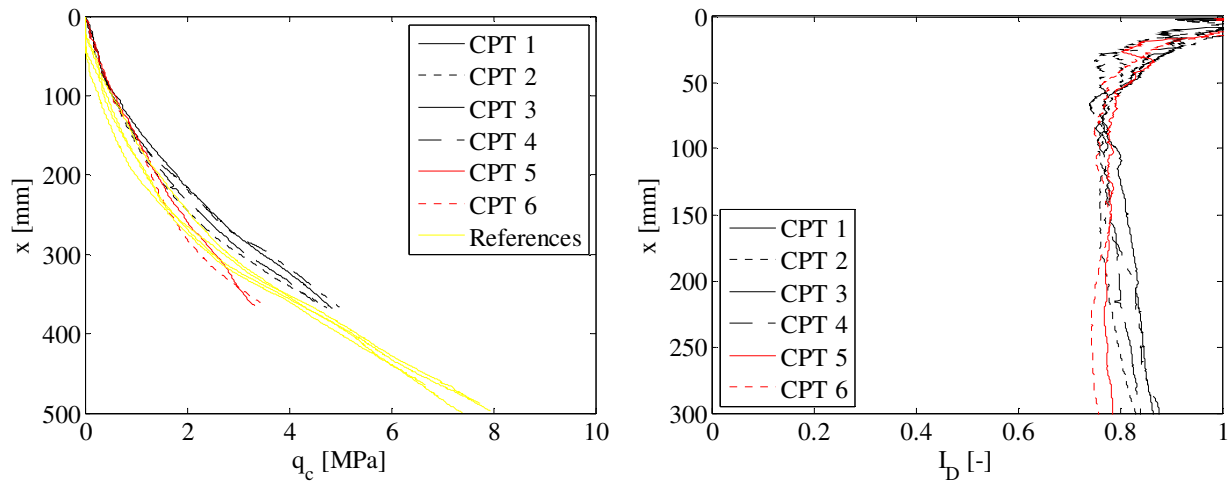 0
100
200
300
400
500
x [mm]
0
2
4
6
8
10
q_c [MPa]
CPT 1
CPT 2
CPT 3
CPT 4
CPT 5
CPT 6
References
0
50
100
150
200
250
300
x [mm]
0
0.2
0.4
0.6
0.8
1
I_D [-]
CPT 1
CPT 2
CPT 3
CPT 4
CPT 5
CPT 6